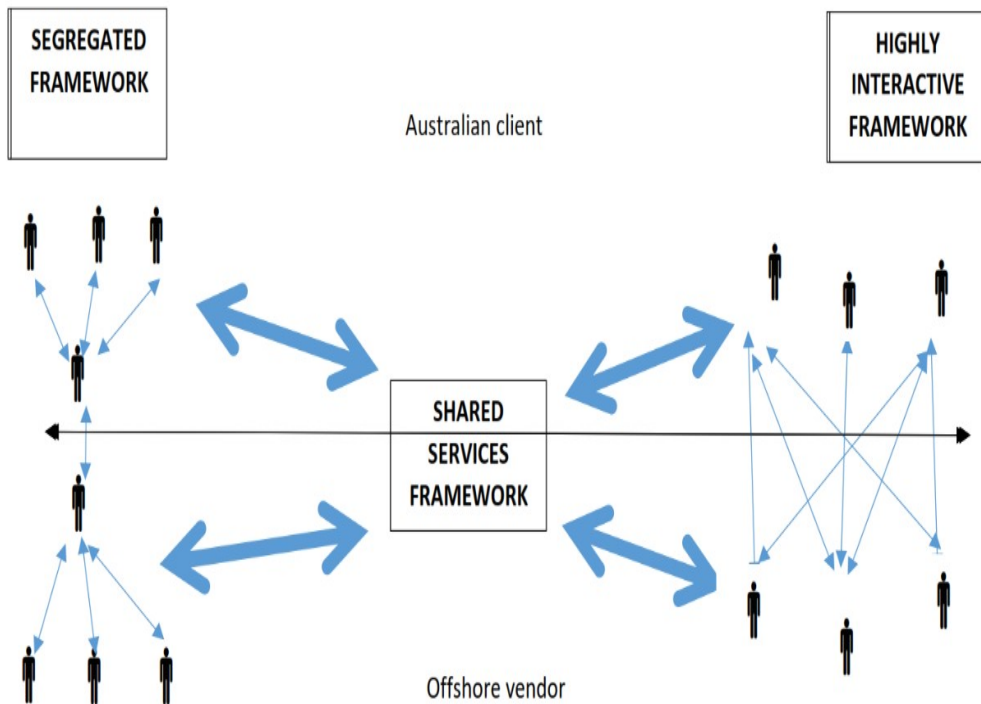 SEGREGATED
FRAMEWORK
Australian client
HIGHLY
INTERACTIVE
FRAMEWORK
SHARED
SERVICES
FRAMEWORK
Offshore vendor